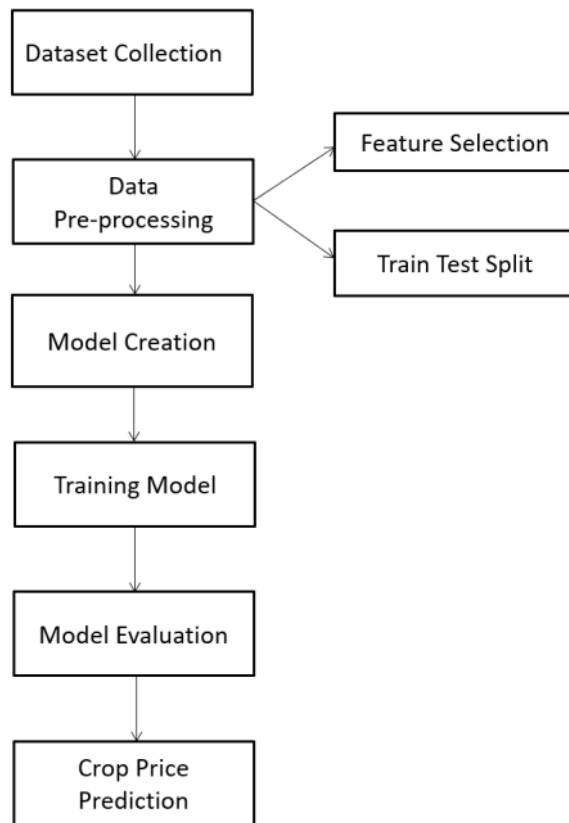 Dataset Collection
Data
Pre-processing
Feature Selection
Train Test Split
Model Creation
Training Model
Model Evaluation
Crop Price
Prediction